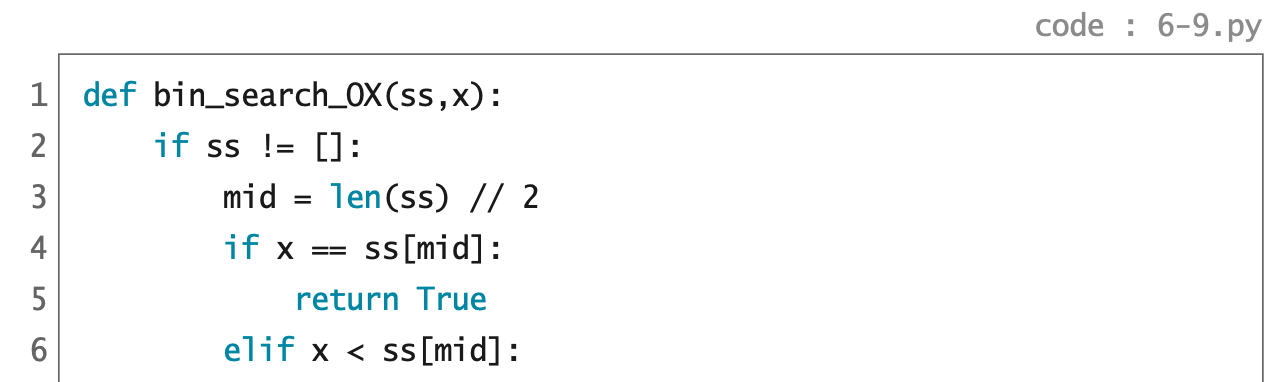 code : 6-9.py
1 def bin_search_OX(ss,x):
2     if ss != []:
3         mid = len(ss) // 2
4         if x == ss[mid]:
5             return True
6         elif x < ss[mid]: